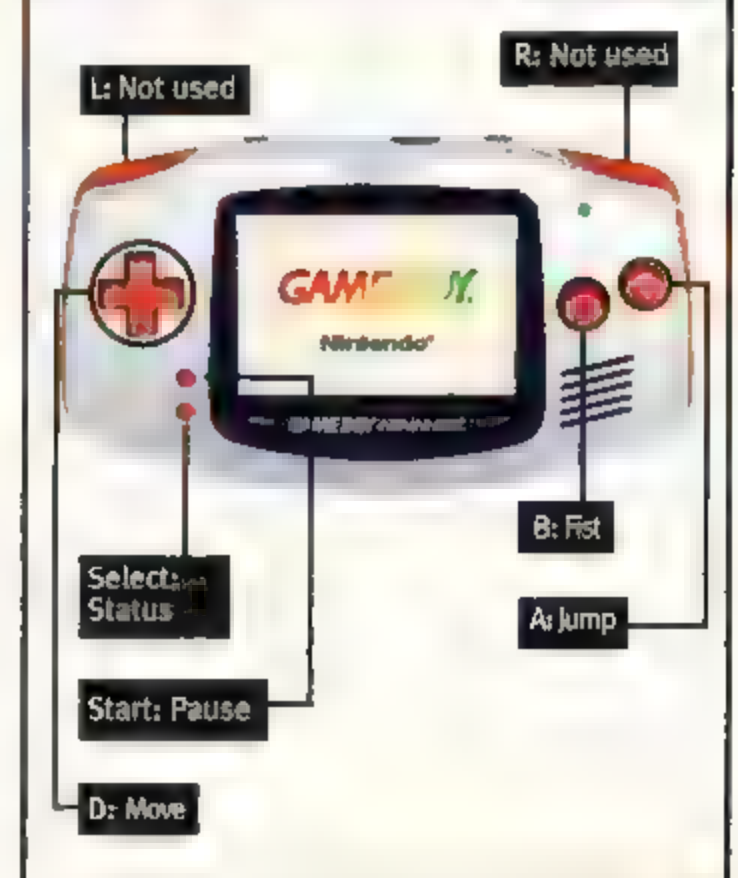 R: Not used
L: Not used
Nintendo
Select:
Status
B: Fist
A: Jump
Start: Pause
D: Move